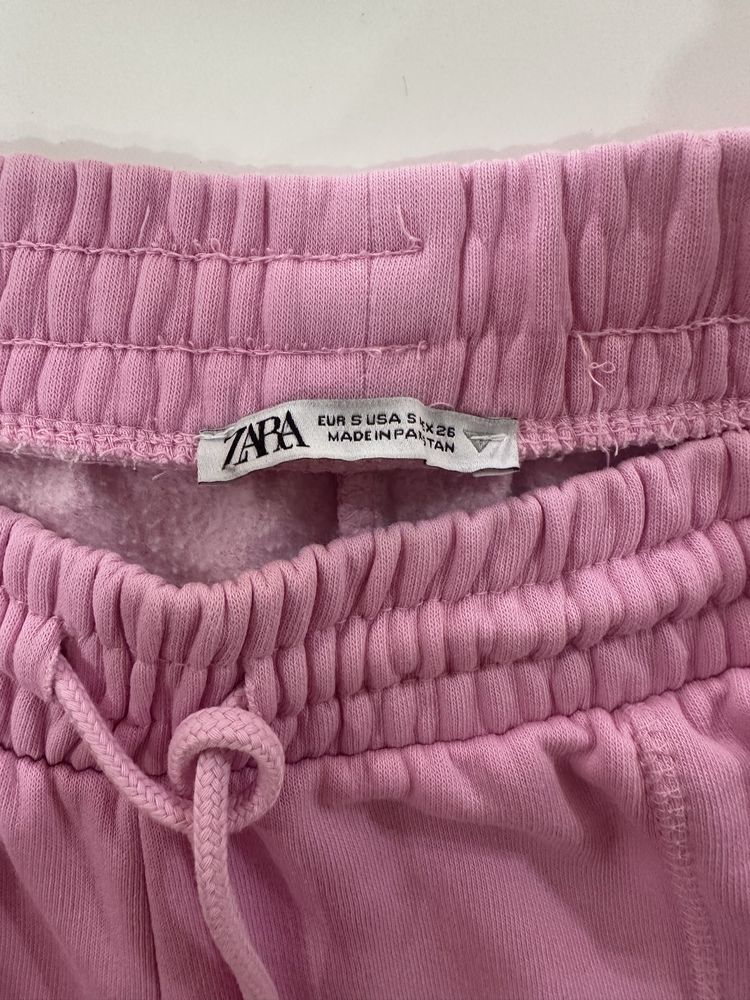 ZARA
EUR S USA S MEX 26
MADE IN PAKISTAN